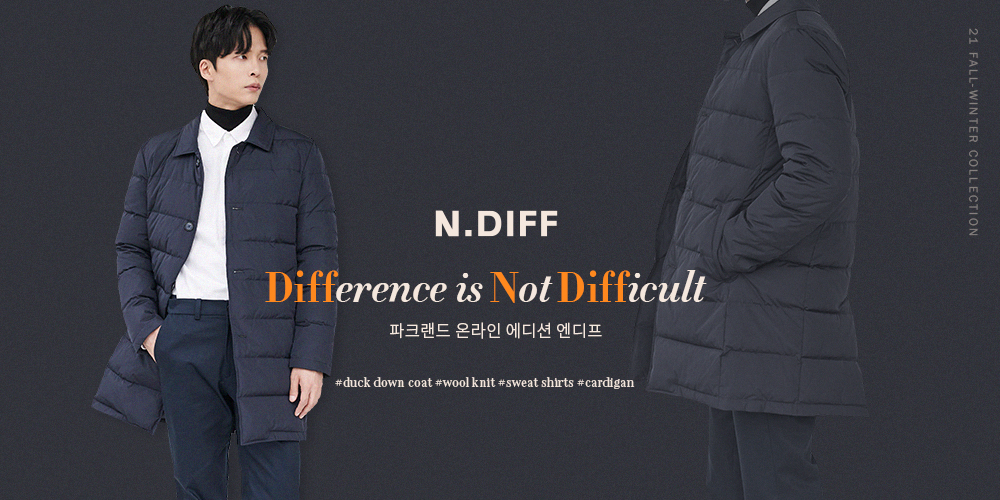 N.DIFF
Difference is Not Difficult
파크랜드 온라인 에디션 엔디프
#duck down coat #wool knit #sweat shirts #cardigan
21 FALL-WINTER COLLECTION